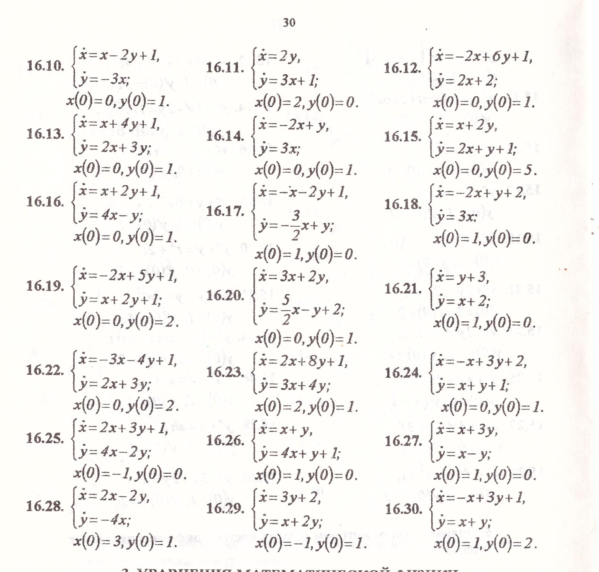 30
16.10. { ẋ=x-2y+1, ẏ=-3x; x(0)=0, y(0)=1.
16.11. { ẋ=2y, ẏ=3x+1; x(0)=2, y(0)=0.
16.12. { ẋ=-2x+6y+1, ẏ=2x+2; x(0)=0, y(0)=1.
16.13. { ẋ=x+4y+1, ẏ=2x+3y; x(0)=0, y(0)=1.
16.14. { ẋ=-2x+y, ẏ=3x; x(0)=0, y(0)=1.
16.15. { ẋ=x+2y, ẏ=2x+y+1; x(0)=0, y(0)=5.
16.16. { ẋ=x+2y+1, ẏ=4x-y; x(0)=0, y(0)=1.
16.17. { ẋ=-x-2y+1, ẏ=-3/2x+y; x(0)=1, y(0)=0.
16.18. { ẋ=-2x+y+2, ẏ=3x; x(0)=1, y(0)=0.
16.19. { ẋ=-2x+5y+1, ẏ=x+2y+1; x(0)=0, y(0)=2.
16.20. { ẋ=3x+2y, ẏ=5/2x-y+2; x(0)=0, y(0)=1.
16.21. { ẋ=y+3, ẏ=x+2; x(0)=1, y(0)=0.
16.22. { ẋ=-3x-4y+1, ẏ=2x+3y; x(0)=0, y(0)=2.
16.23. { ẋ=2x+8y+1, ẏ=3x+4y; x(0)=2, y(0)=1.
16.24. { ẋ=-x+3y+2, ẏ=x+y+1; x(0)=0, y(0)=1.
16.25. { ẋ=2x+3y+1, ẏ=4x-2y; x(0)=-1, y(0)=0.
16.26. { ẋ=x+y, ẏ=4x+y+1; x(0)=1, y(0)=0.
16.27. { ẋ=x+3y, ẏ=x-y; x(0)=1, y(0)=0.
16.28. { ẋ=2x-2y, ẏ=-4x; x(0)=3, y(0)=1.
16.29. { ẋ=3y+2, ẏ=x+2y; x(0)=-1, y(0)=1.
16.30. { ẋ=-x+3y+1, ẏ=x+y; x(0)=1, y(0)=2.